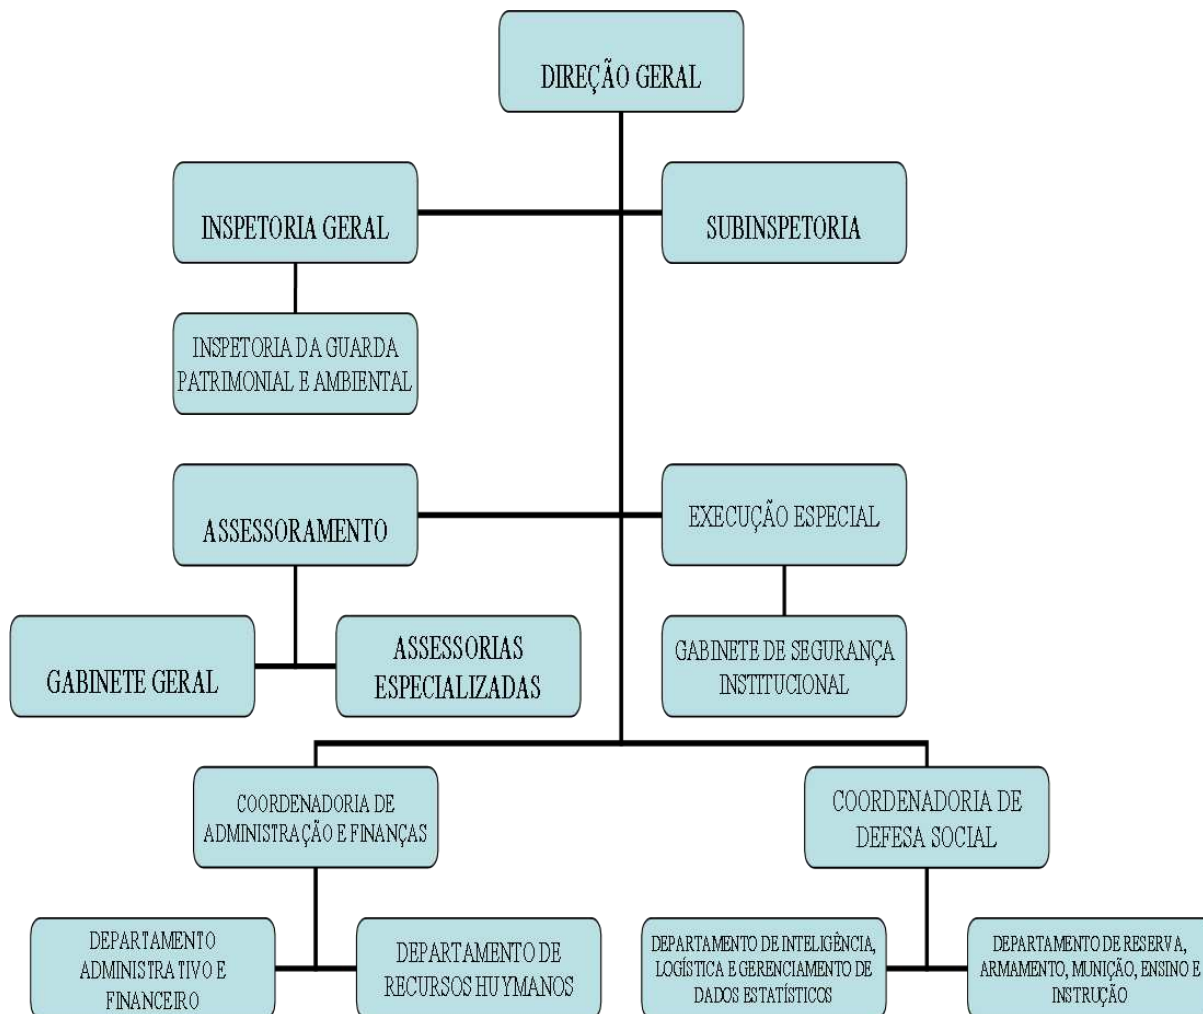 DIREÇÃO GERAL
INSPETORIA GERAL
SUBINSPETORIA
INSPETORIA DA GUARDA
PATRIMONIAL E AMBIENTAL
ASSESSORAMENTO
EXECUÇÃO ESPECIAL
GABINETE GERAL
ASSESSORIAS
ESPECIALIZADAS
GABINETE DE SEGURANÇA
INSTITUCIONAL
COORDENADORIA DE
ADMINISTRAÇÃO E FINANÇAS
COORDENADORIA DE
DEFESA SOCIAL
DEPARTAMENTO
ADMINISTRATIVO E
FINANCEIRO
DEPARTAMENTO DE
RECURSOS HUYMANOS
DEPARTAMENTO DE INTELIGÊNCIA,
LOGÍSTICA E GERENCIAMENTO DE
DADOS ESTATÍSTICOS
DEPARTAMENTO DE RESERVA,
ARMAMENTO, MUNIÇÃO, ENSINO E
INSTRUÇÃO